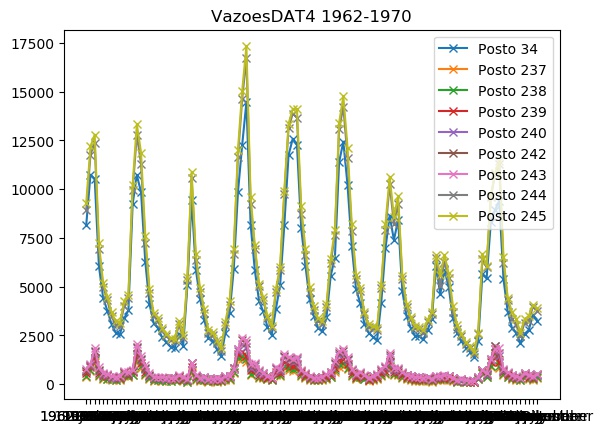 VazoesDAT4 1962-1970
17500
15000
12500
10000
7500
5000
2500
0
Posto 34
Posto 237
Posto 238
Posto 239
Posto 240
Posto 242
Posto 243
Posto 244
Posto 245